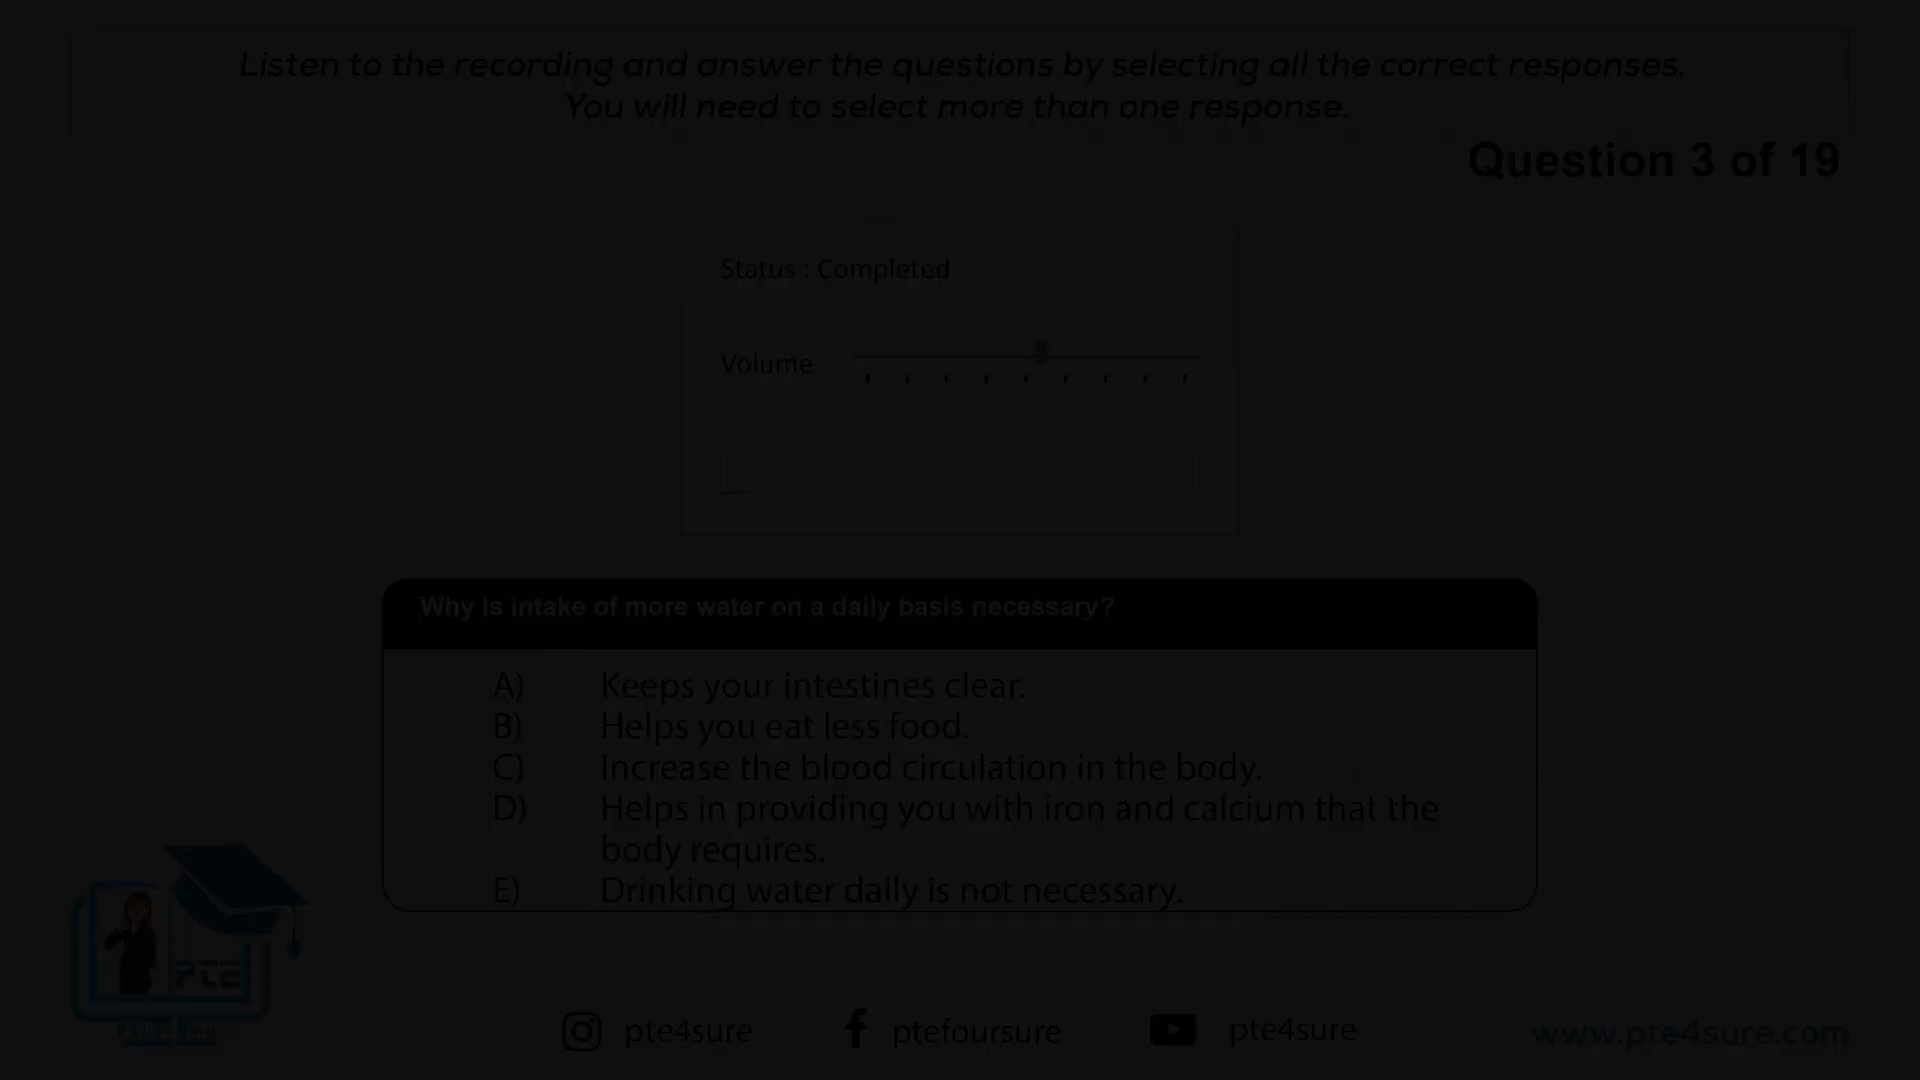 Listen to the recording and answer the questions by selecting all the correct responses.
You will need to select more than one response.
Question 3 of 19
Status : Completed
Volume
Why is intake of more water on a daily basis necessary?
A) Keeps your intestines clear.
B) Helps you eat less food.
C) Increase the blood circulation in the body.
D) Helps in providing you with iron and calcium that the
body requires.
E) Drinking water daily is not necessary.
PTE
pte4sure
ptefoursure
pte4sure
www.pte4sure.com